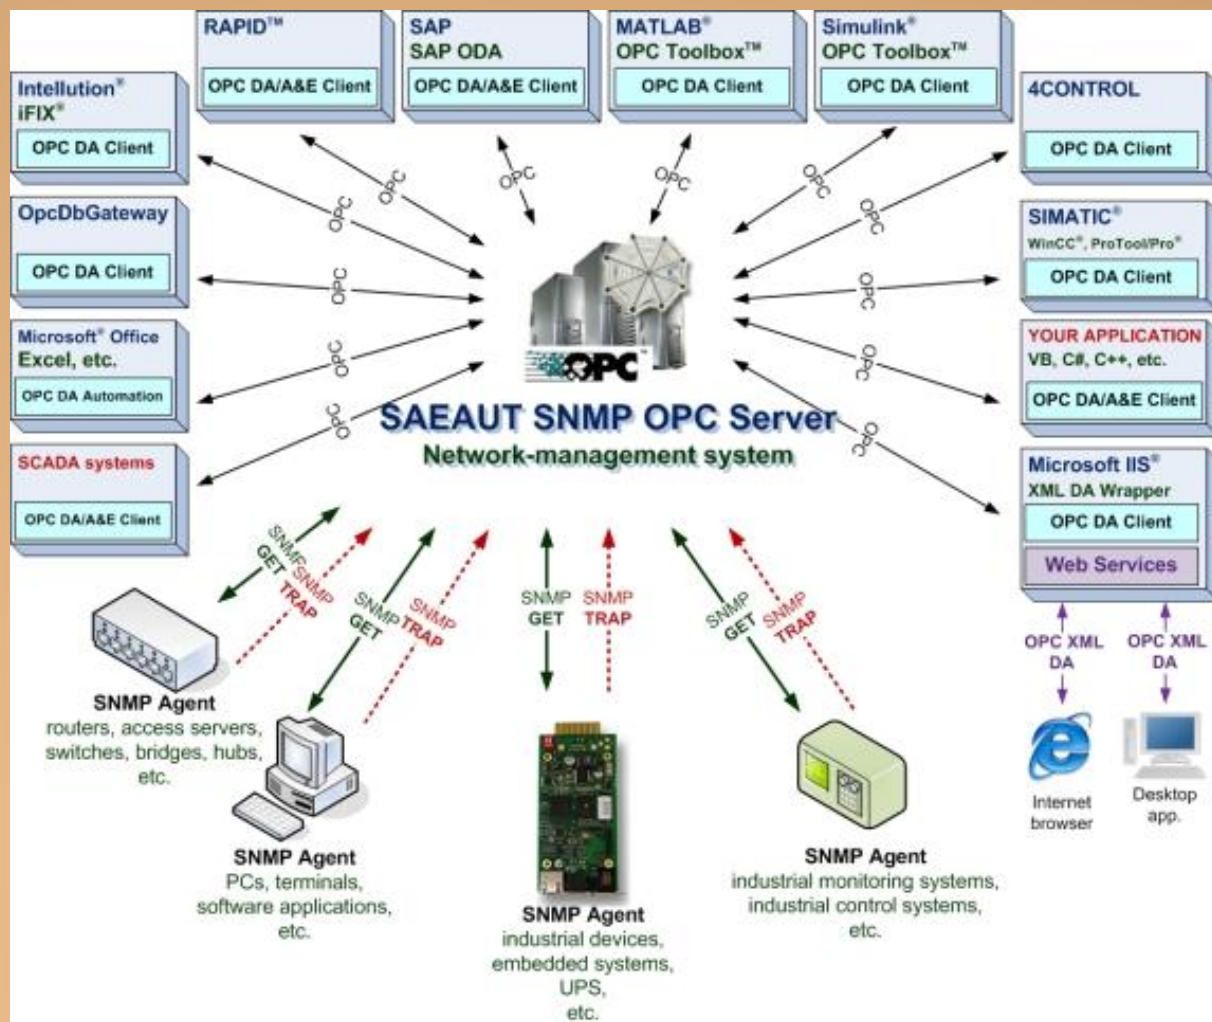 RAPID™
OPC DA/A&E Client
SAP
SAP ODA
OPC DA/A&E Client
MATLAB®
OPC Toolbox™
OPC DA Client
Simulink®
OPC Toolbox™
OPC DA Client
Intellution®
iFIX®
OPC DA Client
4CONTROL
OPC DA Client
OpcDbGateway
OPC DA Client
SIMATIC®
WinCC®, ProTool/Pro®
OPC DA Client
Microsoft® Office
Excel, etc.
OPC DA Automation
YOUR APPLICATION
VB, C#, C++, etc.
OPC DA/A&E Client
SCADA systems
OPC DA/A&E Client
Microsoft IIS®
XML DA Wrapper
OPC DA Client
Web Services
OPC
OPC
OPC
OPC
OPC
OPC
OPC
OPC
OPC
OPC
OPC
OPC
OPC
OPC™
SAEAUT SNMP OPC Server
Network-management system
SNMP
GET
SNMP
TRAP
SNMP
GET
SNMP
TRAP
SNMP
GET
SNMP
TRAP
SNMP
GET
SNMP
TRAP
OPC XML
DA
OPC XML
DA
SNMP Agent
routers, access servers,
switches, bridges, hubs,
etc.
SNMP Agent
PCs, terminals,
software applications,
etc.
SNMP Agent
industrial devices,
embedded systems,
UPS,
etc.
SNMP Agent
industrial monitoring systems,
industrial control systems,
etc.
Internet
browser
Desktop
app.